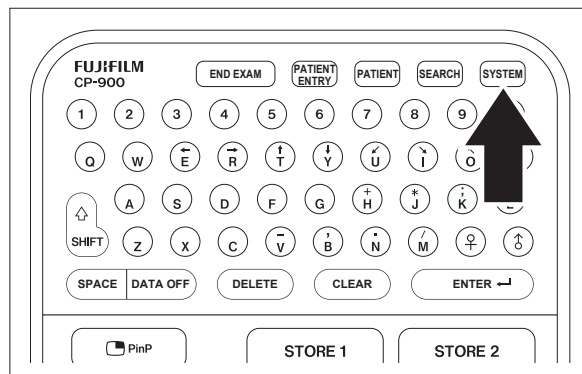 FUJIFILM
CP-900
END EXAM PATIENT ENTRY PATIENT SEARCH SYSTEM
1 2 3 4 5 6 7 8 9
Q W E R T Y U I O
A S D F G + H * J ; K
SHIFT Z X C – V , B . N / M ♀ ♂
SPACE DATA OFF DELETE CLEAR ENTER
PinP STORE 1 STORE 2